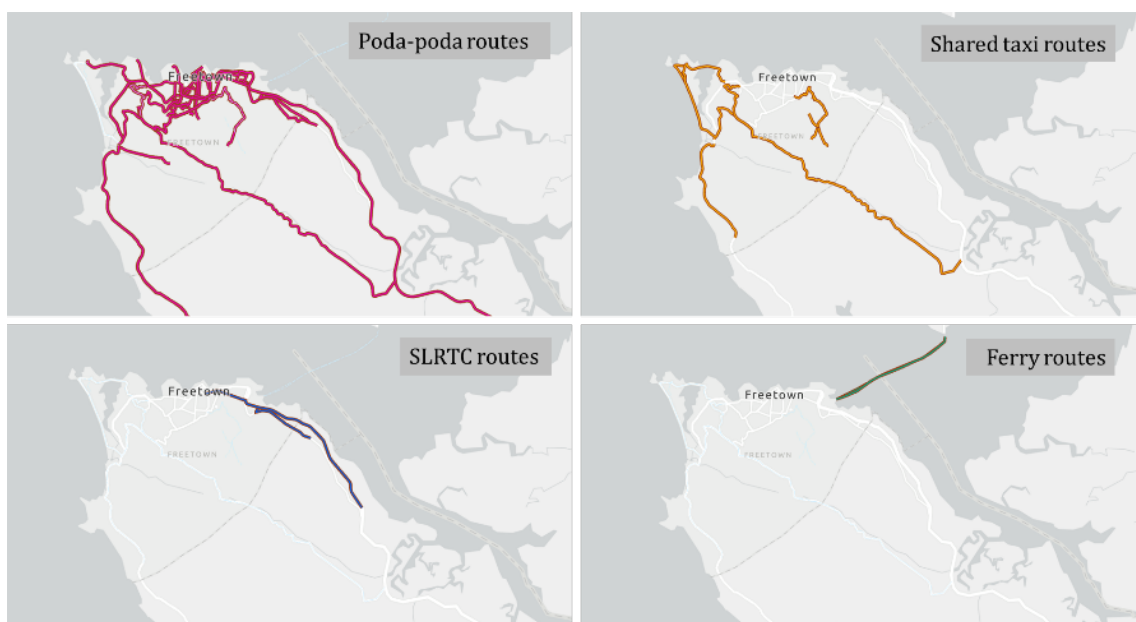 Poda-poda routes
Freetown
FREETOWN
Shared taxi routes
Freetown
FREETOWN
SLRTC routes
Freetown
FREETOWN
Ferry routes
Freetown
FREETOWN